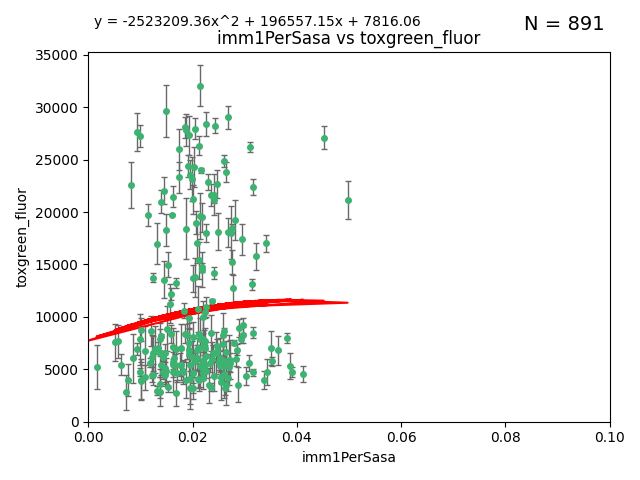 y = -2523209.36x^2 + 196557.15x + 7816.06
N = 891
imm1PerSasa vs toxgreen_fluor
35000
30000
25000
20000
15000
10000
5000
0
toxgreen_fluor
0.00 0.02 0.04 0.06 0.08 0.10
imm1PerSasa